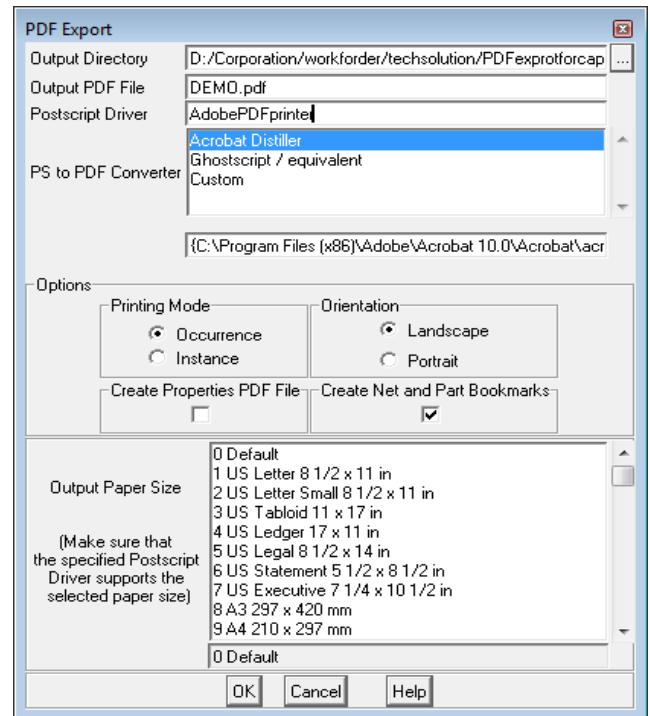 PDF Export
Output Directory D:/Corporation/workforder/techsolution/PDFexprotforcap ...
Output PDF File DEMO.pdf
Postscript Driver AdobePDFprinter
PS to PDF Converter
Acrobat Distiller
Ghostscript / equivalent
Custom
{C:\Program Files (x86)\Adobe\Acrobat 10.0\Acrobat\acr
Options
Printing Mode
Occurrence
Instance
Orientation
Landscape
Portrait
Create Properties PDF File
Create Net and Part Bookmarks
Output Paper Size
(Make sure that
the specified Postscript
Driver supports the
selected paper size)
0 Default
1 US Letter 8 1/2 x 11 in
2 US Letter Small 8 1/2 x 11 in
3 US Tabloid 11 x 17 in
4 US Ledger 17 x 11 in
5 US Legal 8 1/2 x 14 in
6 US Statement 5 1/2 x 8 1/2 in
7 US Executive 7 1/4 x 10 1/2 in
8 A3 297 x 420 mm
9 A4 210 x 297 mm
0 Default
OK Cancel Help